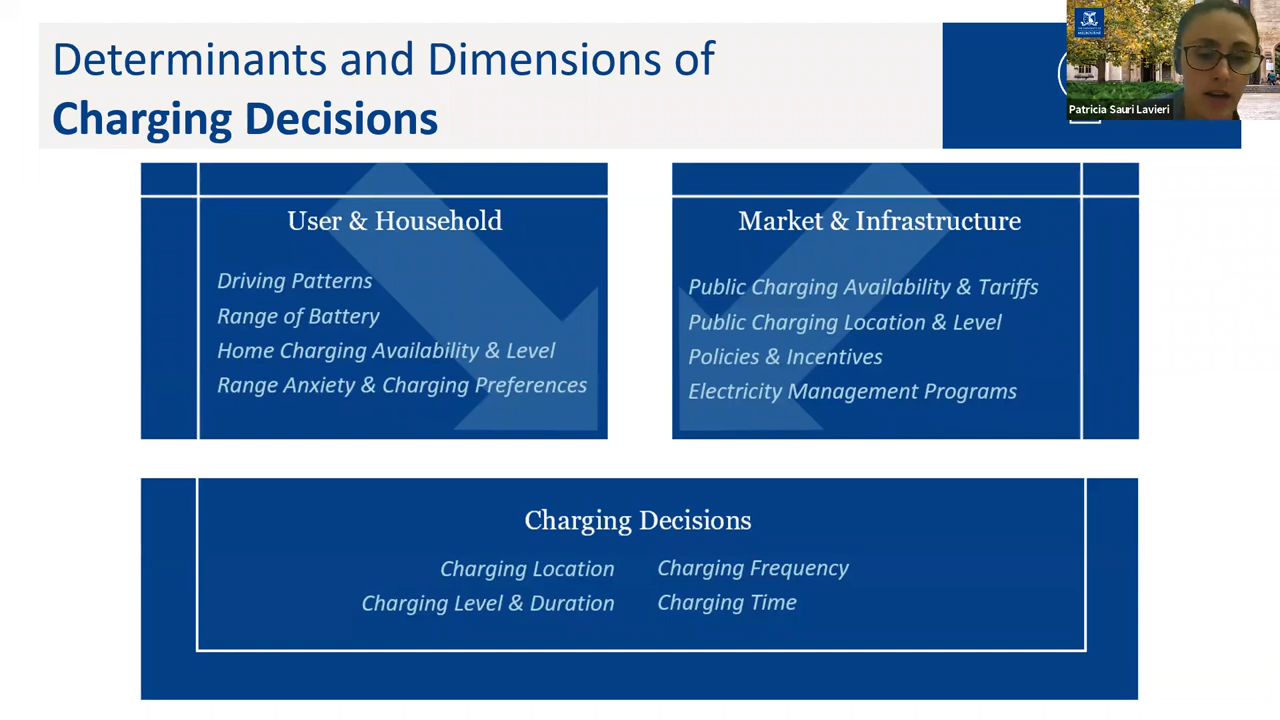 Determinants and Dimensions of
Charging Decisions
Patricia Sauri Lavieri
User & Household
Driving Patterns
Range of Battery
Home Charging Availability & Level
Range Anxiety & Charging Preferences
Market & Infrastructure
Public Charging Availability & Tariffs
Public Charging Location & Level
Policies & Incentives
Electricity Management Programs
Charging Decisions
Charging Location
Charging Level & Duration
Charging Frequency
Charging Time